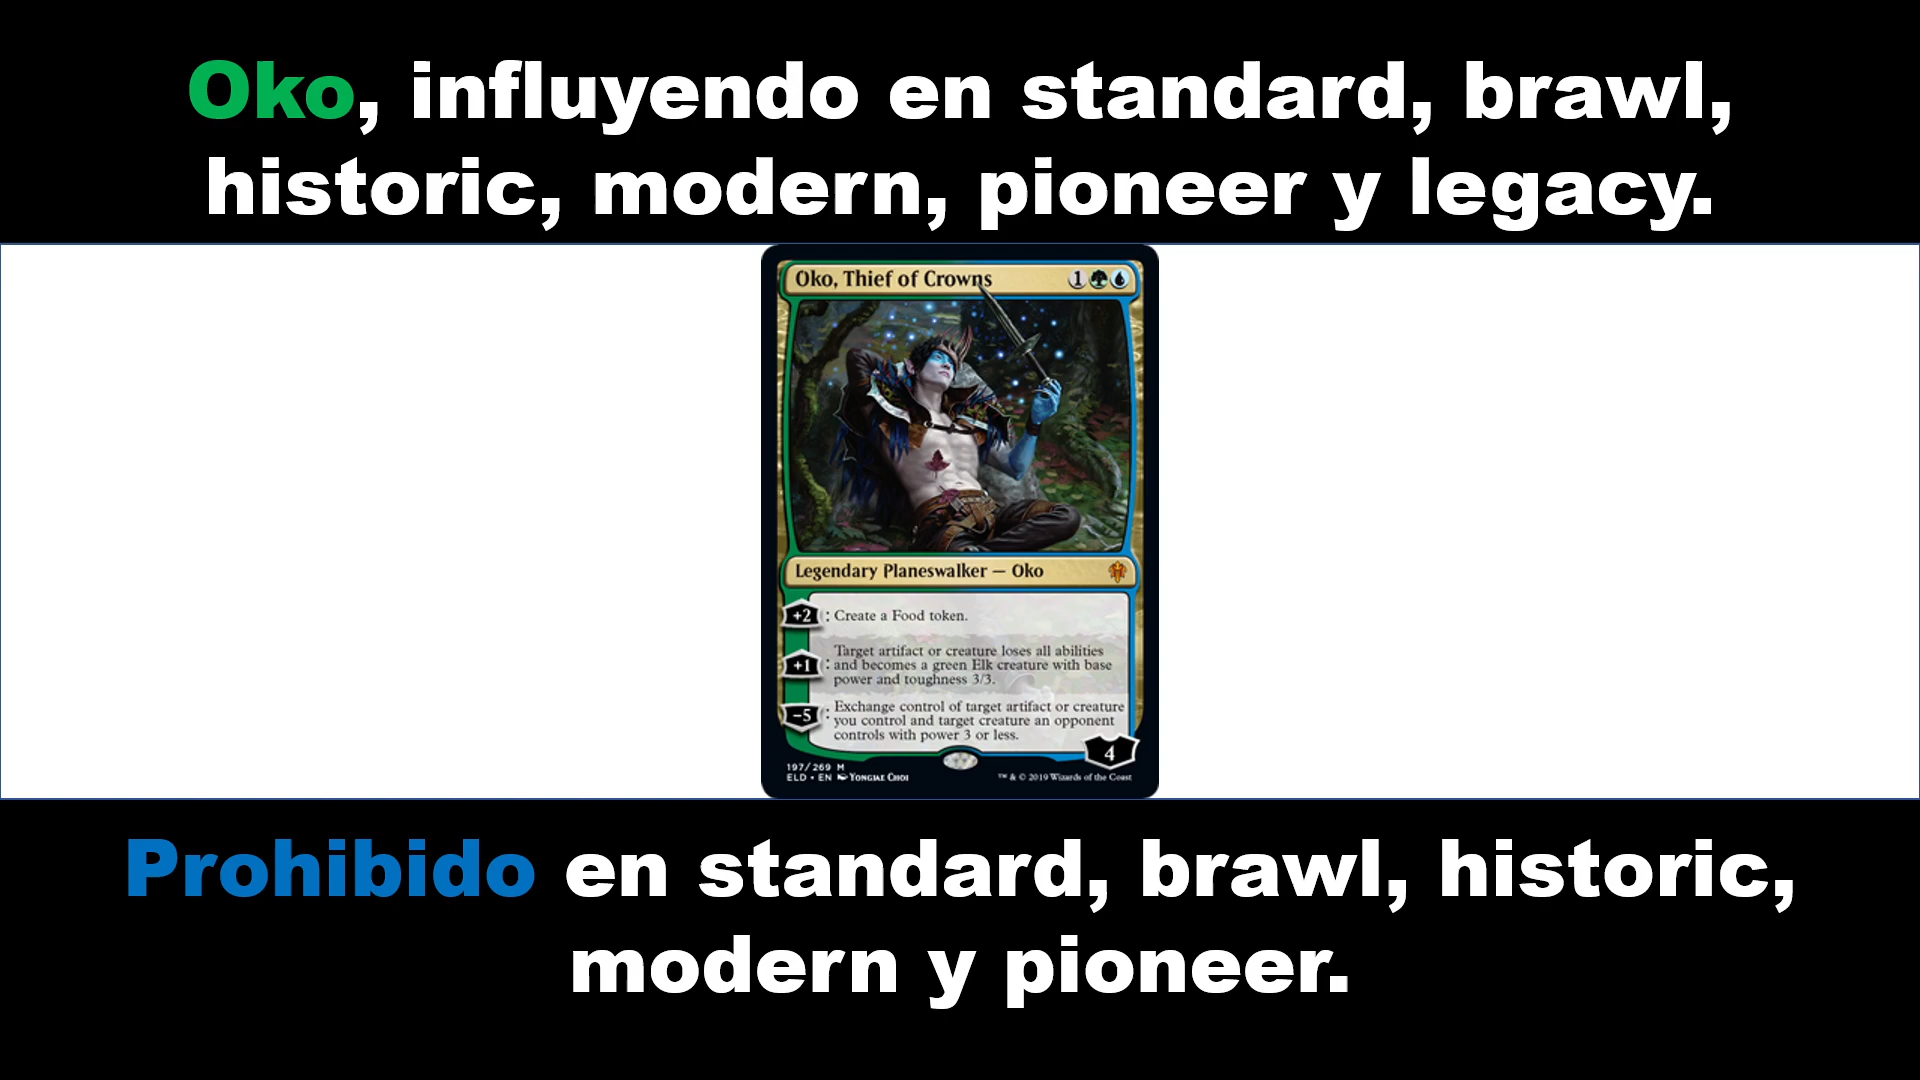 Oko, influyendo en standard, brawl,
historic, modern, pioneer y legacy.
Oko, Thief of Crowns 1
Legendary Planeswalker — Oko
+2 : Create a Food token.
Target artifact or creature loses all abilities
+1 : and becomes a green Elk creature with base
power and toughness 3/3.
Exchange control of target artifact or creature
−5 : you control and target creature an opponent
controls with power 3 or less.
4
197/269 M
ELD • EN Yongjae Choi ™ & © 2019 Wizards of the Coast
Prohibido en standard, brawl, historic,
modern y pioneer.